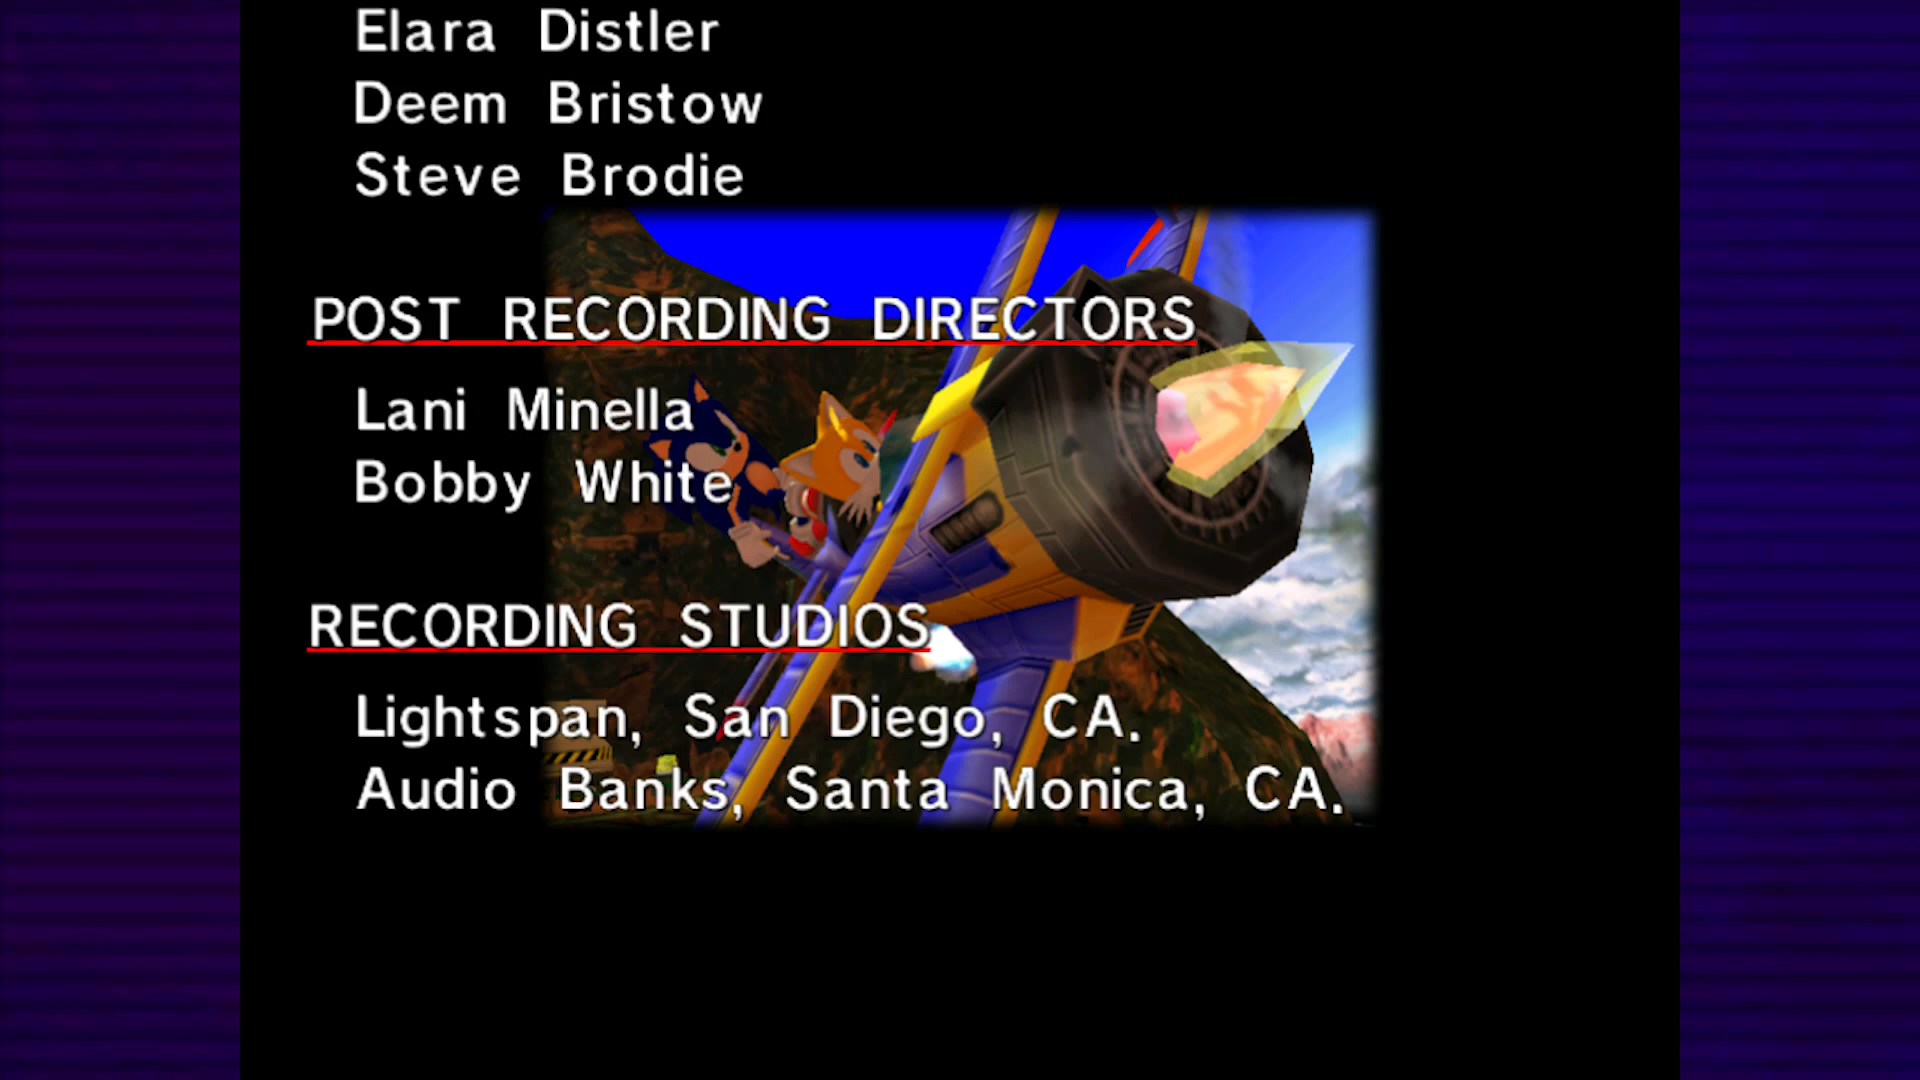 Elara Distler
Deem Bristow
Steve Brodie
POST RECORDING DIRECTORS
Lani Minella
Bobby White
RECORDING STUDIOS
Lightspan, San Diego, CA.
Audio Banks, Santa Monica, CA.